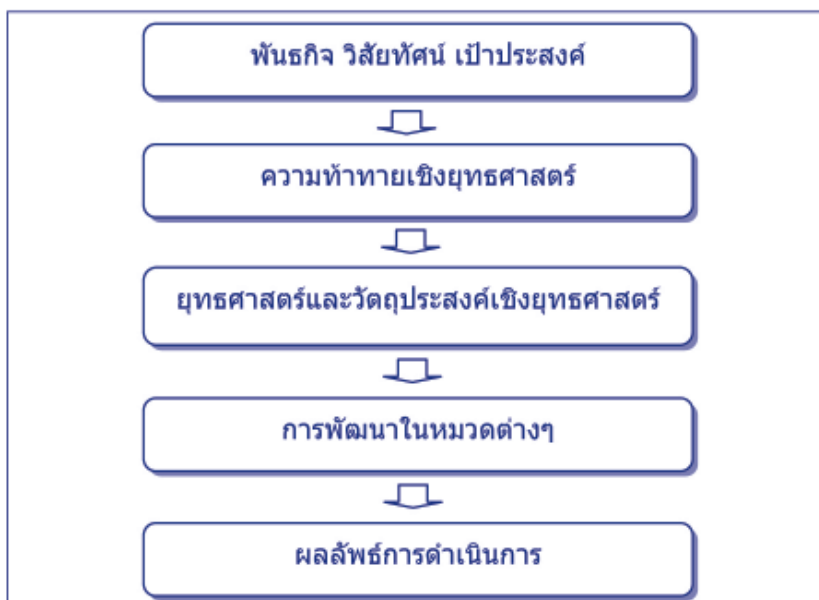 พันธกิจ วิสัยทัศน์ เป้าประสงค์
ความท้าทายเชิงยุทธศาสตร์
ยุทธศาสตร์และวัตถุประสงค์เชิงยุทธศาสตร์
การพัฒนาในหมวดต่างๆ
ผลลัพธ์การดำเนินการ